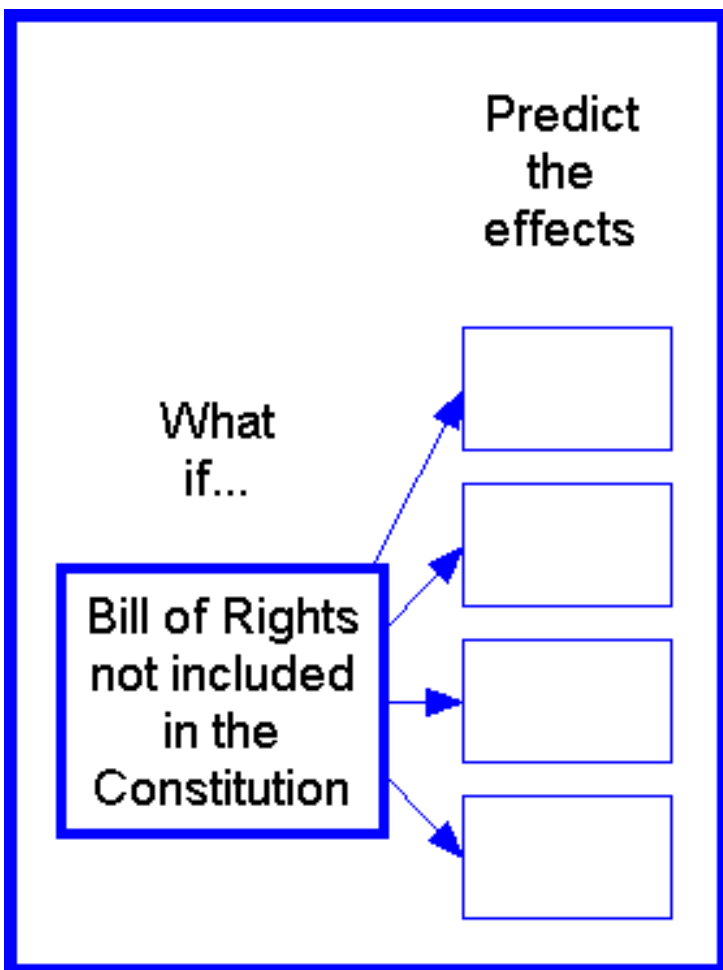 Predict
the
effects
What
if...
Bill of Rights
not included
in the
Constitution